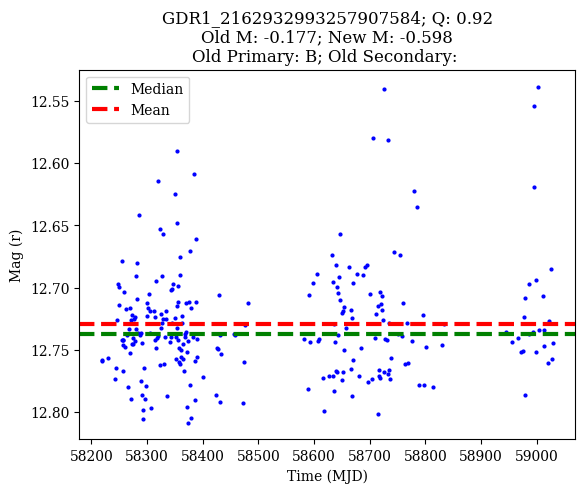 GDR1_2162932993257907584; Q: 0.92
Old M: -0.177; New M: -0.598
Old Primary: B; Old Secondary:
Median
Mean
12.55
12.60
12.65
12.70
12.75
12.80
Mag (r)
58200 58300 58400 58500 58600 58700 58800 58900 59000
Time (MJD)